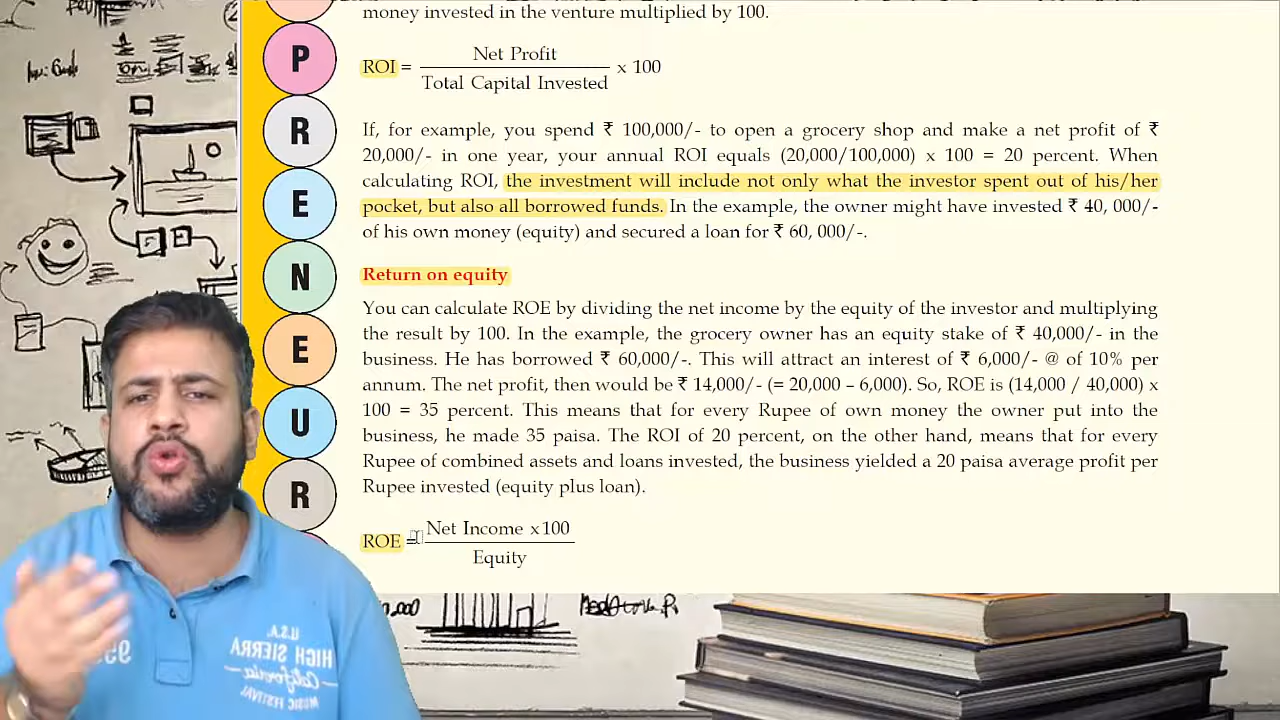 money invested in the venture multiplied by 100.
ROI = Net Profit
Total Capital Invested x 100
If, for example, you spend ₹ 100,000/- to open a grocery shop and make a net profit of ₹
20,000/- in one year, your annual ROI equals (20,000/100,000) x 100 = 20 percent. When
calculating ROI, the investment will include not only what the investor spent out of his/her
pocket, but also all borrowed funds. In the example, the owner might have invested ₹ 40, 000/-
of his own money (equity) and secured a loan for ₹ 60, 000/-.
Return on equity
You can calculate ROE by dividing the net income by the equity of the investor and multiplying
the result by 100. In the example, the grocery owner has an equity stake of ₹ 40,000/- in the
business. He has borrowed ₹ 60,000/-. This will attract an interest of ₹ 6,000/- @ of 10% per
annum. The net profit, then would be ₹ 14,000/- (= 20,000 – 6,000). So, ROE is (14,000 / 40,000) x
100 = 35 percent. This means that for every Rupee of own money the owner put into the
business, he made 35 paisa. The ROI of 20 percent, on the other hand, means that for every
Rupee of combined assets and loans invested, the business yielded a 20 paisa average profit per
Rupee invested (equity plus loan).
ROE = Net Income x100
Equity
P
R
E
N
E
U
R
U.S.A.
HIGH SIERRA
California
MUSIC FESTIVAL